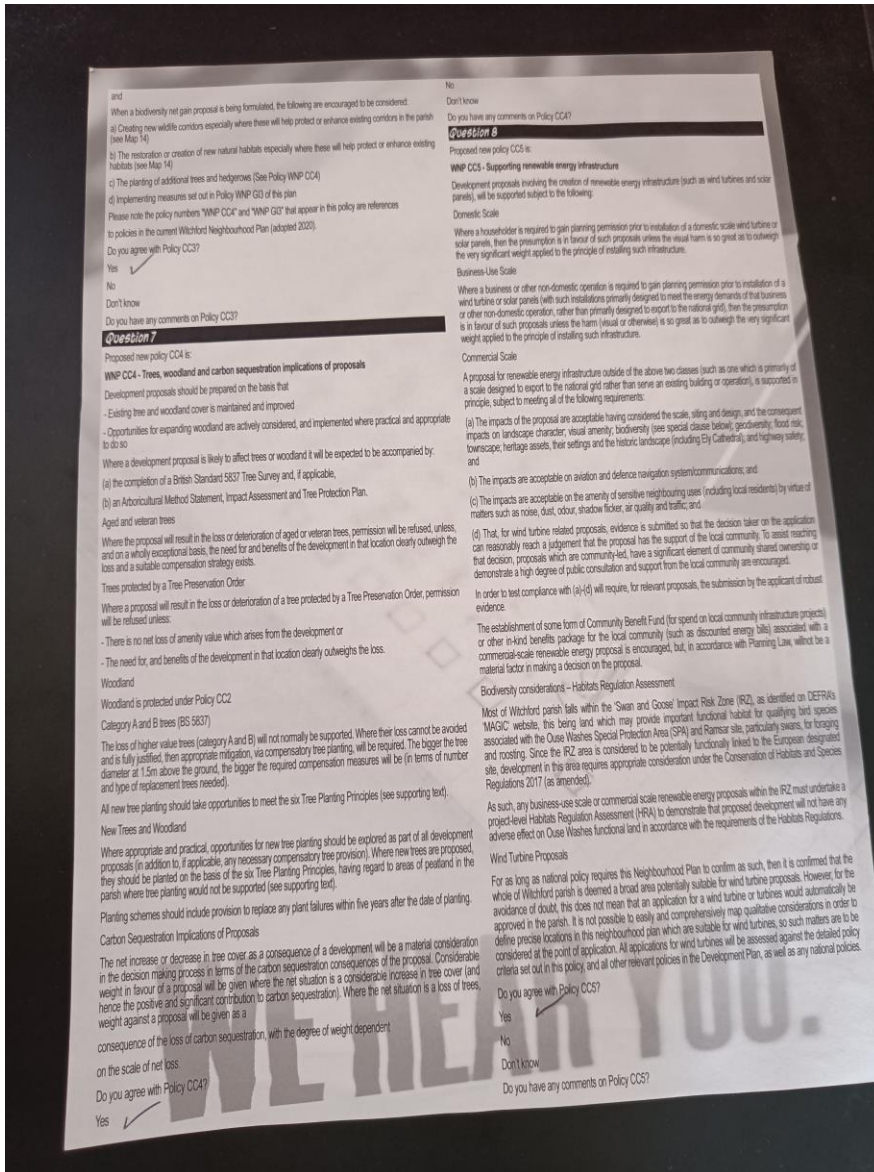 and
When a biodiversity net gain proposal is being formulated, the following are encouraged to be considered:
a) Creating new wildlife corridors especially where these will help protect or enhance existing corridors in the parish
(see Map 14)
b) The restoration or creation of new natural habitats especially where these will help protect or enhance existing
habitats (see Map 14)
c) The planting of additional trees and hedgerows (See Policy WNP CC4)
d) Implementing measures set out in Policy WNP GI3 of this plan
Please note the policy numbers "WNP CC4" and "WNP GI3" that appear in this policy are references
to policies in the current Witchford Neighbourhood Plan (adopted 2020).
Do you agree with Policy CC3?
Yes
No
Don't know
Do you have any comments on Policy CC3?
Question 7
Proposed new policy CC4 is:
WNP CC4 - Trees, woodland and carbon sequestration implications of proposals
Development proposals should be prepared on the basis that
- Existing tree and woodland cover is maintained and improved
- Opportunities for expanding woodland are actively considered, and implemented where practical and appropriate
to do so
Where a development proposal is likely to affect trees or woodland it will be expected to be accompanied by:
(a) the completion of a British Standard 5837 Tree Survey and, if applicable,
(b) an Arboricultural Method Statement, Impact Assessment and Tree Protection Plan.
Aged and veteran trees
Where the proposal will result in the loss or deterioration of aged or veteran trees, permission will be refused, unless,
and on a wholly exceptional basis, the need for and benefits of the development in that location clearly outweigh the
loss and a suitable compensation strategy exists.
Trees protected by a Tree Preservation Order
Where a proposal will result in the loss or deterioration of a tree protected by a Tree Preservation Order, permission
will be refused unless:
- There is no net loss of amenity value which arises from the development or
- The need for, and benefits of the development in that location clearly outweighs the loss.
Woodland
Woodland is protected under Policy CC2
Category A and B trees (BS 5837)
The loss of higher value trees (category A and B) will not normally be supported. Where their loss cannot be avoided
and is fully justified, then appropriate mitigation, via compensatory tree planting, will be required. The bigger the tree
diameter at 1.5m above the ground, the bigger the required compensation measures will be (in terms of number
and type of replacement trees needed).
All new tree planting should take opportunities to meet the six Tree Planting Principles (see supporting text).
New Trees and Woodland
Where appropriate and practical, opportunities for new tree planting should be explored as part of all development
proposals (in addition to, if applicable, any necessary compensatory tree provision). Where new trees are proposed,
they should be planted on the basis of the six Tree Planting Principles, having regard to areas of peatland in the
parish where tree planting would not be supported (see supporting text).
Planting schemes should include provision to replace any plant failures within five years after the date of planting.
Carbon Sequestration Implications of Proposals
The net increase or decrease in tree cover as a consequence of a development will be a material consideration
in the decision making process in terms of the carbon sequestration consequences of the proposal. Considerable
weight in favour of a proposal will be given where the net situation is a considerable increase in tree cover (and
hence the positive and significant contribution to carbon sequestration). Where the net situation is a loss of trees,
weight against a proposal will be given as a
consequence of the loss of carbon sequestration, with the degree of weight dependent
on the scale of net loss.
Do you agree with Policy CC4?
Yes
No
Don't know
Do you have any comments on Policy CC4?
Question 8
Proposed new policy CC5 is:
WNP CC5 - Supporting renewable energy infrastructure
Development proposals involving the creation of renewable energy infrastructure (such as wind turbines and solar
panels), will be supported subject to the following:
Domestic Scale
Where a householder is required to gain planning permission prior to installation of a domestic scale wind turbine or
solar panels, then the presumption is in favour of such proposals unless the visual harm is so great as to outweigh
the very significant weight applied to the principle of installing such infrastructure.
Business-Use Scale
Where a business or other non-domestic operation is required to gain planning permission prior to installation of a
wind turbine or solar panels (with such installations primarily designed to meet the energy demands of that business
or other non-domestic operation, rather than primarily designed to export to the national grid), then the presumption
is in favour of such proposals unless the harm (visual or otherwise) is so great as to outweigh the very significant
weight applied to the principle of installing such infrastructure.
Commercial Scale
A proposal for renewable energy infrastructure outside of the above two classes (such as one which is primarily of
a scale designed to export to the national grid rather than serve an existing building or operation), is supported in
principle, subject to meeting all of the following requirements:
(a) The impacts of the proposal are acceptable having considered the scale, siting and design, and the consequent
impacts on landscape character; visual amenity; biodiversity (see special clause below); geodiversity; flood risk;
townscape; heritage assets, their settings and the historic landscape (including Ely Cathedral); and highway safety;
and
(b) The impacts are acceptable on aviation and defence navigation system/communications; and
(c) The impacts are acceptable on the amenity of sensitive neighbouring uses (including local residents) by virtue of
matters such as noise, dust, odour, shadow flicker, air quality and traffic; and
(d) That, for wind turbine related proposals, evidence is submitted so that the decision taker on the application
can reasonably reach a judgement that the proposal has the support of the local community. To assist reaching
that decision, proposals which are community-led, have a significant element of community shared ownership or
demonstrate a high degree of public consultation and support from the local community are encouraged.
In order to test compliance with (a)-(d) will require, for relevant proposals, the submission by the applicant of robust
evidence.
The establishment of some form of Community Benefit Fund (for spend on local community infrastructure projects)
or other in-kind benefits package for the local community (such as discounted energy bills) associated with a
commercial-scale renewable energy proposal is encouraged, but, in accordance with Planning Law, will not be a
material factor in making a decision on the proposal.
Biodiversity considerations – Habitats Regulation Assessment
Most of Witchford parish falls within the 'Swan and Goose' Impact Risk Zone (IRZ), as identified on DEFRA's
'MAGIC' website, this being land which may provide important functional habitat for qualifying bird species
associated with the Ouse Washes Special Protection Area (SPA) and Ramsar site, particularly swans, for foraging
and roosting. Since the IRZ area is considered to be potentially functionally linked to the European designated
site, development in this area requires appropriate consideration under the Conservation of Habitats and Species
Regulations 2017 (as amended).
As such, any business-use scale or commercial scale renewable energy proposals within the IRZ must undertake a
project-level Habitats Regulation Assessment (HRA) to demonstrate that proposed development will not have any
adverse effect on Ouse Washes functional land in accordance with the requirements of the Habitats Regulations.
Wind Turbine Proposals
For as long as national policy requires this Neighbourhood Plan to confirm as such, then it is confirmed that the
whole of Witchford parish is deemed a broad area potentially suitable for wind turbine proposals. However, for the
avoidance of doubt, this does not mean that an application for a wind turbine or turbines would automatically be
approved in the parish. It is not possible to easily and comprehensively map qualitative considerations in order to
define precise locations in this neighbourhood plan which are suitable for wind turbines, so such matters are to be
considered at the point of application. All applications for wind turbines will be assessed against the detailed policy
criteria set out in this policy, and all other relevant policies in the Development Plan, as well as any national policies.
Do you agree with Policy CC5?
Yes
No
Don't know
Do you have any comments on Policy CC5?
WE HEAR YOU.